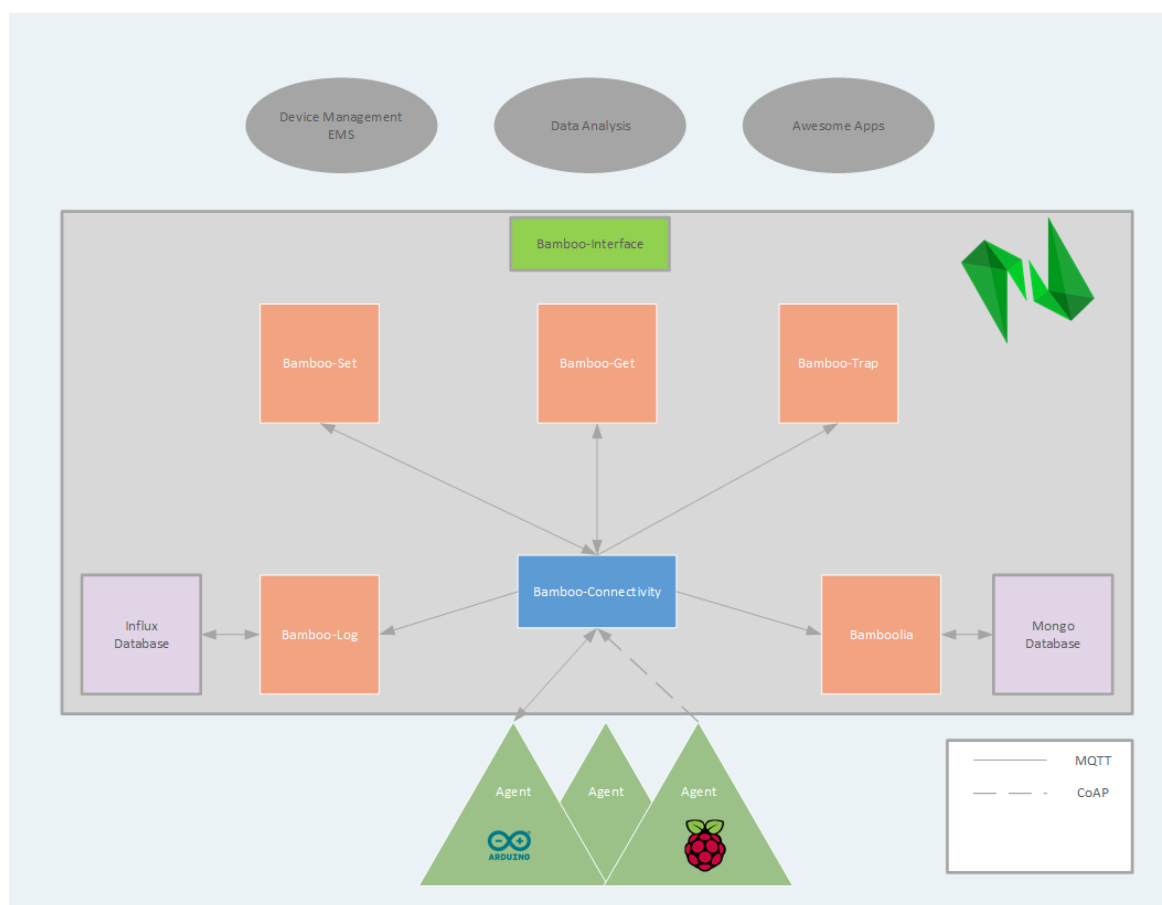 Device Management
EMS
Data Analysis
Awesome Apps
Bamboo-Interface
Bamboo-Set
Bamboo-Get
Bamboo-Trap
Bamboo-Connectivity
Influx
Database
Bamboo-Log
Bamboolia
Mongo
Database
Agent
Agent
Agent
ARDUINO
MQTT
CoAP